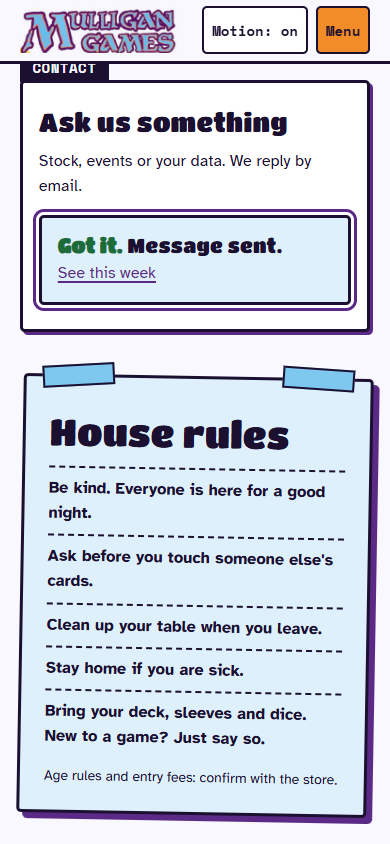 MULLIGAN
GAMES
Motion: on
Menu
CONTACT
Ask us something
Stock, events or your data. We reply by
email.
Got it. Message sent.
See this week
House rules
Be kind. Everyone is here for a good
night.
Ask before you touch someone else's
cards.
Clean up your table when you leave.
Stay home if you are sick.
Bring your deck, sleeves and dice.
New to a game? Just say so.
Age rules and entry fees: confirm with the store.